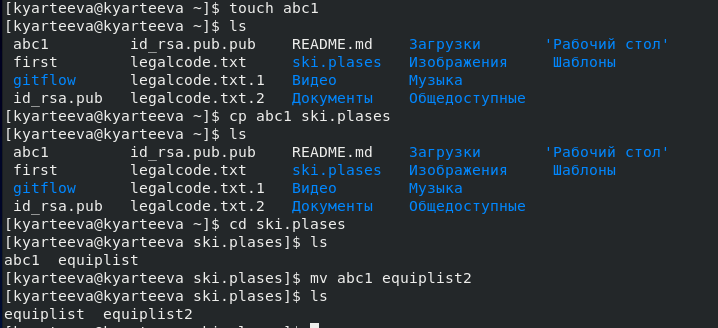 [kyarteeva@kyarteeva ~]$ touch abc1
[kyarteeva@kyarteeva ~]$ ls
abc1 id_rsa.pub.pub README.md Загрузки 'Рабочий стол'
first legalcode.txt ski.plases Изображения Шаблоны
gitflow legalcode.txt.1 Видео Музыка
id_rsa.pub legalcode.txt.2 Документы Общедоступные
[kyarteeva@kyarteeva ~]$ cp abc1 ski.plases
[kyarteeva@kyarteeva ~]$ ls
abc1 id_rsa.pub.pub README.md Загрузки 'Рабочий стол'
first legalcode.txt ski.plases Изображения Шаблоны
gitflow legalcode.txt.1 Видео Музыка
id_rsa.pub legalcode.txt.2 Документы Общедоступные
[kyarteeva@kyarteeva ~]$ cd ski.plases
[kyarteeva@kyarteeva ski.plases]$ ls
abc1 equiplist
[kyarteeva@kyarteeva ski.plases]$ mv abc1 equiplist2
[kyarteeva@kyarteeva ski.plases]$ ls
equiplist equiplist2
[kyarteeva@kyarteeva ski.plases]$ m